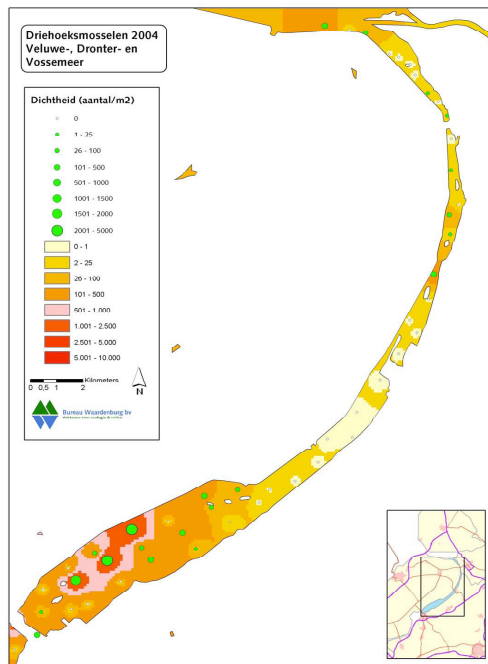 Driehoeksmosselen 2004
Veluwe-, Dronter- en
Vossemeer
Dichtheid (aantal/m2)
0
1 - 25
26 - 100
101 - 500
501 - 1000
1001 - 1500
1501 - 2000
2001 - 5000
0 - 1
2 - 25
26 - 100
101 - 500
501 - 1.000
1.001 - 2.500
2.501 - 5.000
5.001 - 10.000
Kilometers
0 0,5 1 2
N
Bureau Waardenburg bv